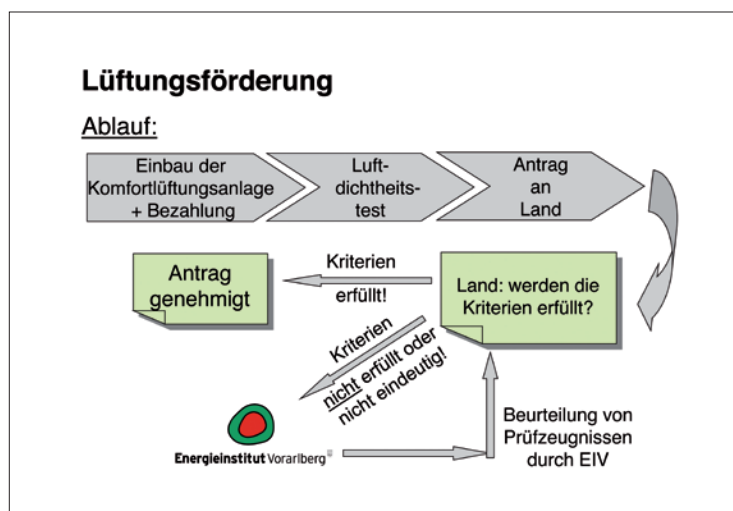 Lüftungsförderung
Ablauf:
Einbau der
Komfortlüftungsanlage
+ Bezahlung
Luft-
dichtheits-
test
Antrag
an
Land
Antrag
genehmigt
Kriterien
erfüllt!
Land: werden die
Kriterien erfüllt?
Kriterien
nicht erfüllt oder
nicht eindeutig!
Energieinstitut Vorarlberg
Beurteilung von
Prüfzeugnissen
durch EIV